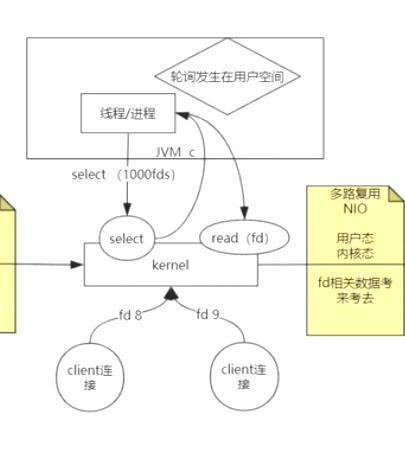 轮询发生在用户空间
线程/进程
JVM c
select （1000fds）
select
read（fd）
kernel
多路复用
NIO
用户态
内核态
fd相关数据考
来考去
fd 8
fd 9
client连
接
client连
接